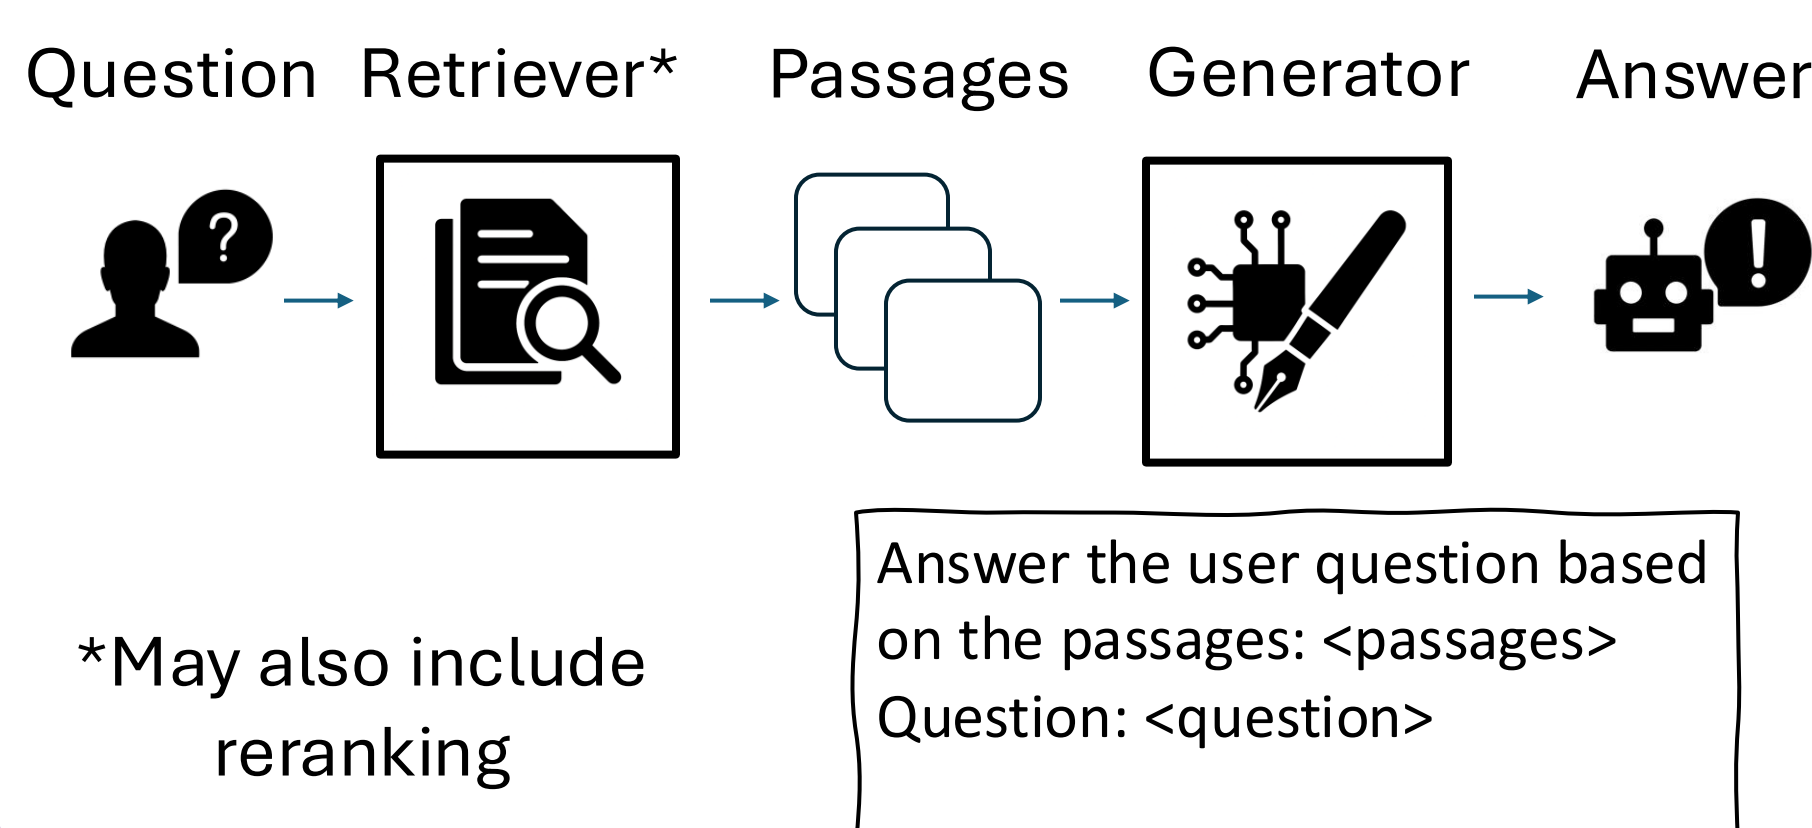 Question Retriever* Passages Generator Answer
?
!
*May also include
reranking
Answer the user question based
on the passages: <passages>
Question: <question>